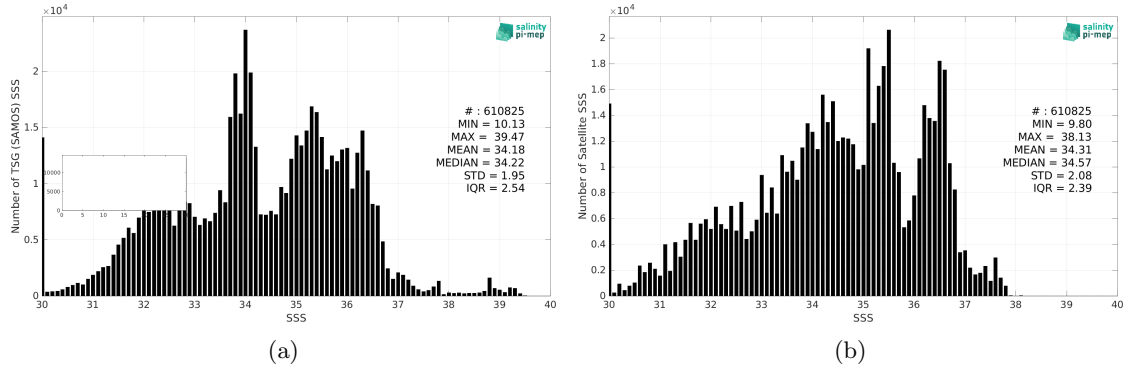 ×10⁴
2
1.5
1
0.5
0
30 31 32 33 34 35 36 37 38 39 40
SSS
Number of TSG (SAMOS) SSS
10000
5000
0
0 5 10 15 20
salinity
pi-mep
# : 610825
MIN = 10.13
MAX = 39.47
MEAN = 34.18
MEDIAN = 34.22
STD = 1.95
IQR = 2.54
(a)
×10⁴
2
1.8
1.6
1.4
1.2
1
0.8
0.6
0.4
0.2
0
30 31 32 33 34 35 36 37 38 39 40
SSS
Number of Satellite SSS
salinity
pi-mep
# : 610825
MIN = 9.80
MAX = 38.13
MEAN = 34.31
MEDIAN = 34.57
STD = 2.08
IQR = 2.39
(b)